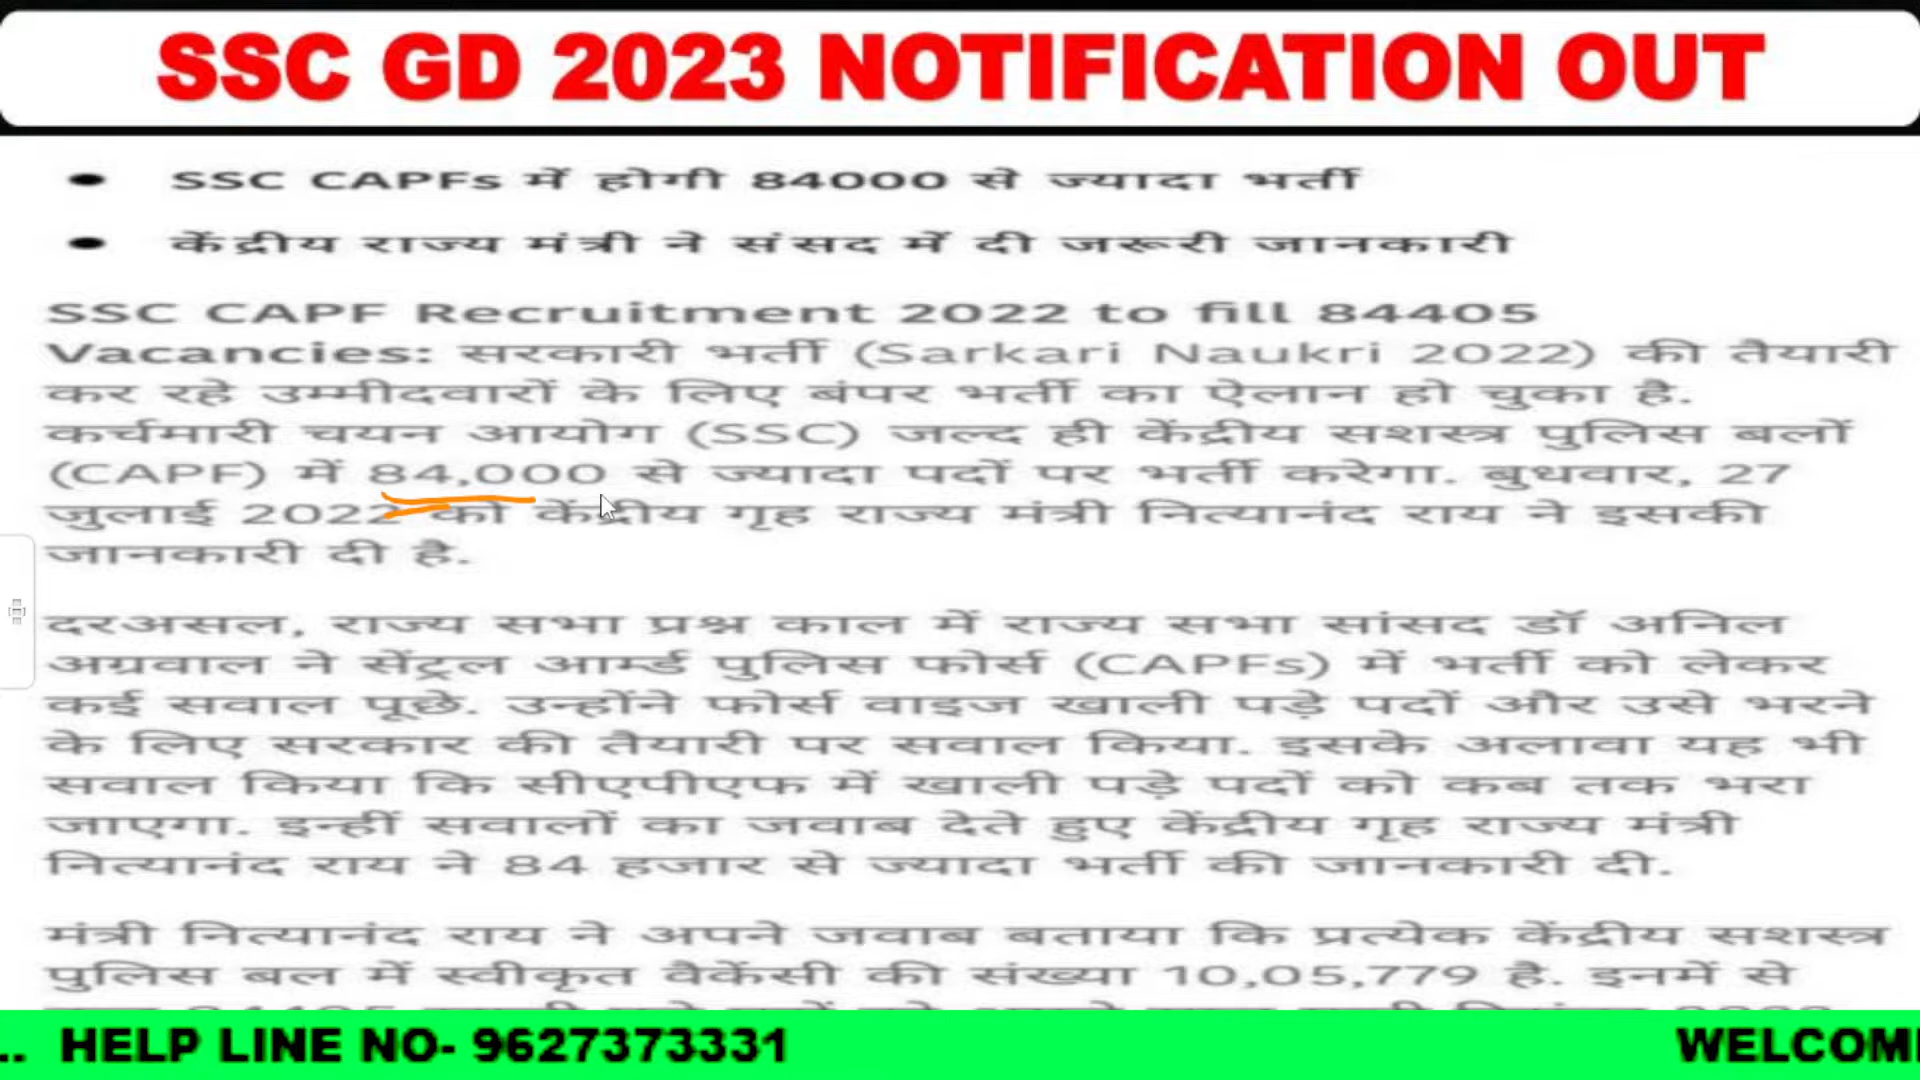 SSC GD 2023 NOTIFICATION OUT
SSC CAPFs में होगी 84000 से ज्यादा भर्ती
केंद्रीय राज्य मंत्री ने संसद में दी जरूरी जानकारी
SSC CAPF Recruitment 2022 to fill 84405
Vacancies: सरकारी भर्ती (Sarkari Naukri 2022) की तैयारी
कर रहे उम्मीदवारों के लिए बंपर भर्ती का ऐलान हो चुका है.
कर्चमारी चयन आयोग (SSC) जल्द ही केंद्रीय सशस्त्र पुलिस बलों
(CAPF) में 84,000 से ज्यादा पदों पर भर्ती करेगा. बुधवार, 27
जुलाई 2022 को केंद्रीय गृह राज्य मंत्री नित्यानंद राय ने इसकी
जानकारी दी है.
दरअसल, राज्य सभा प्रश्न काल में राज्य सभा सांसद डॉ अनिल
अग्रवाल ने सेंट्रल आर्म्ड पुलिस फोर्स (CAPFs) में भर्ती को लेकर
कई सवाल पूछे. उन्होंने फोर्स वाइज खाली पड़े पदों और उसे भरने
के लिए सरकार की तैयारी पर सवाल किया. इसके अलावा यह भी
सवाल किया कि सीएपीएफ में खाली पड़े पदों को कब तक भरा
जाएगा. इन्हीं सवालों का जवाब देते हुए केंद्रीय गृह राज्य मंत्री
नित्यानंद राय ने 84 हजार से ज्यादा भर्ती की जानकारी दी.
मंत्री नित्यानंद राय ने अपने जवाब बताया कि प्रत्येक केंद्रीय सशस्त्र
पुलिस बल में स्वीकृत वैकेंसी की संख्या 10,05,779 है. इनमें से
.. HELP LINE NO- 9627373331
WELCOM